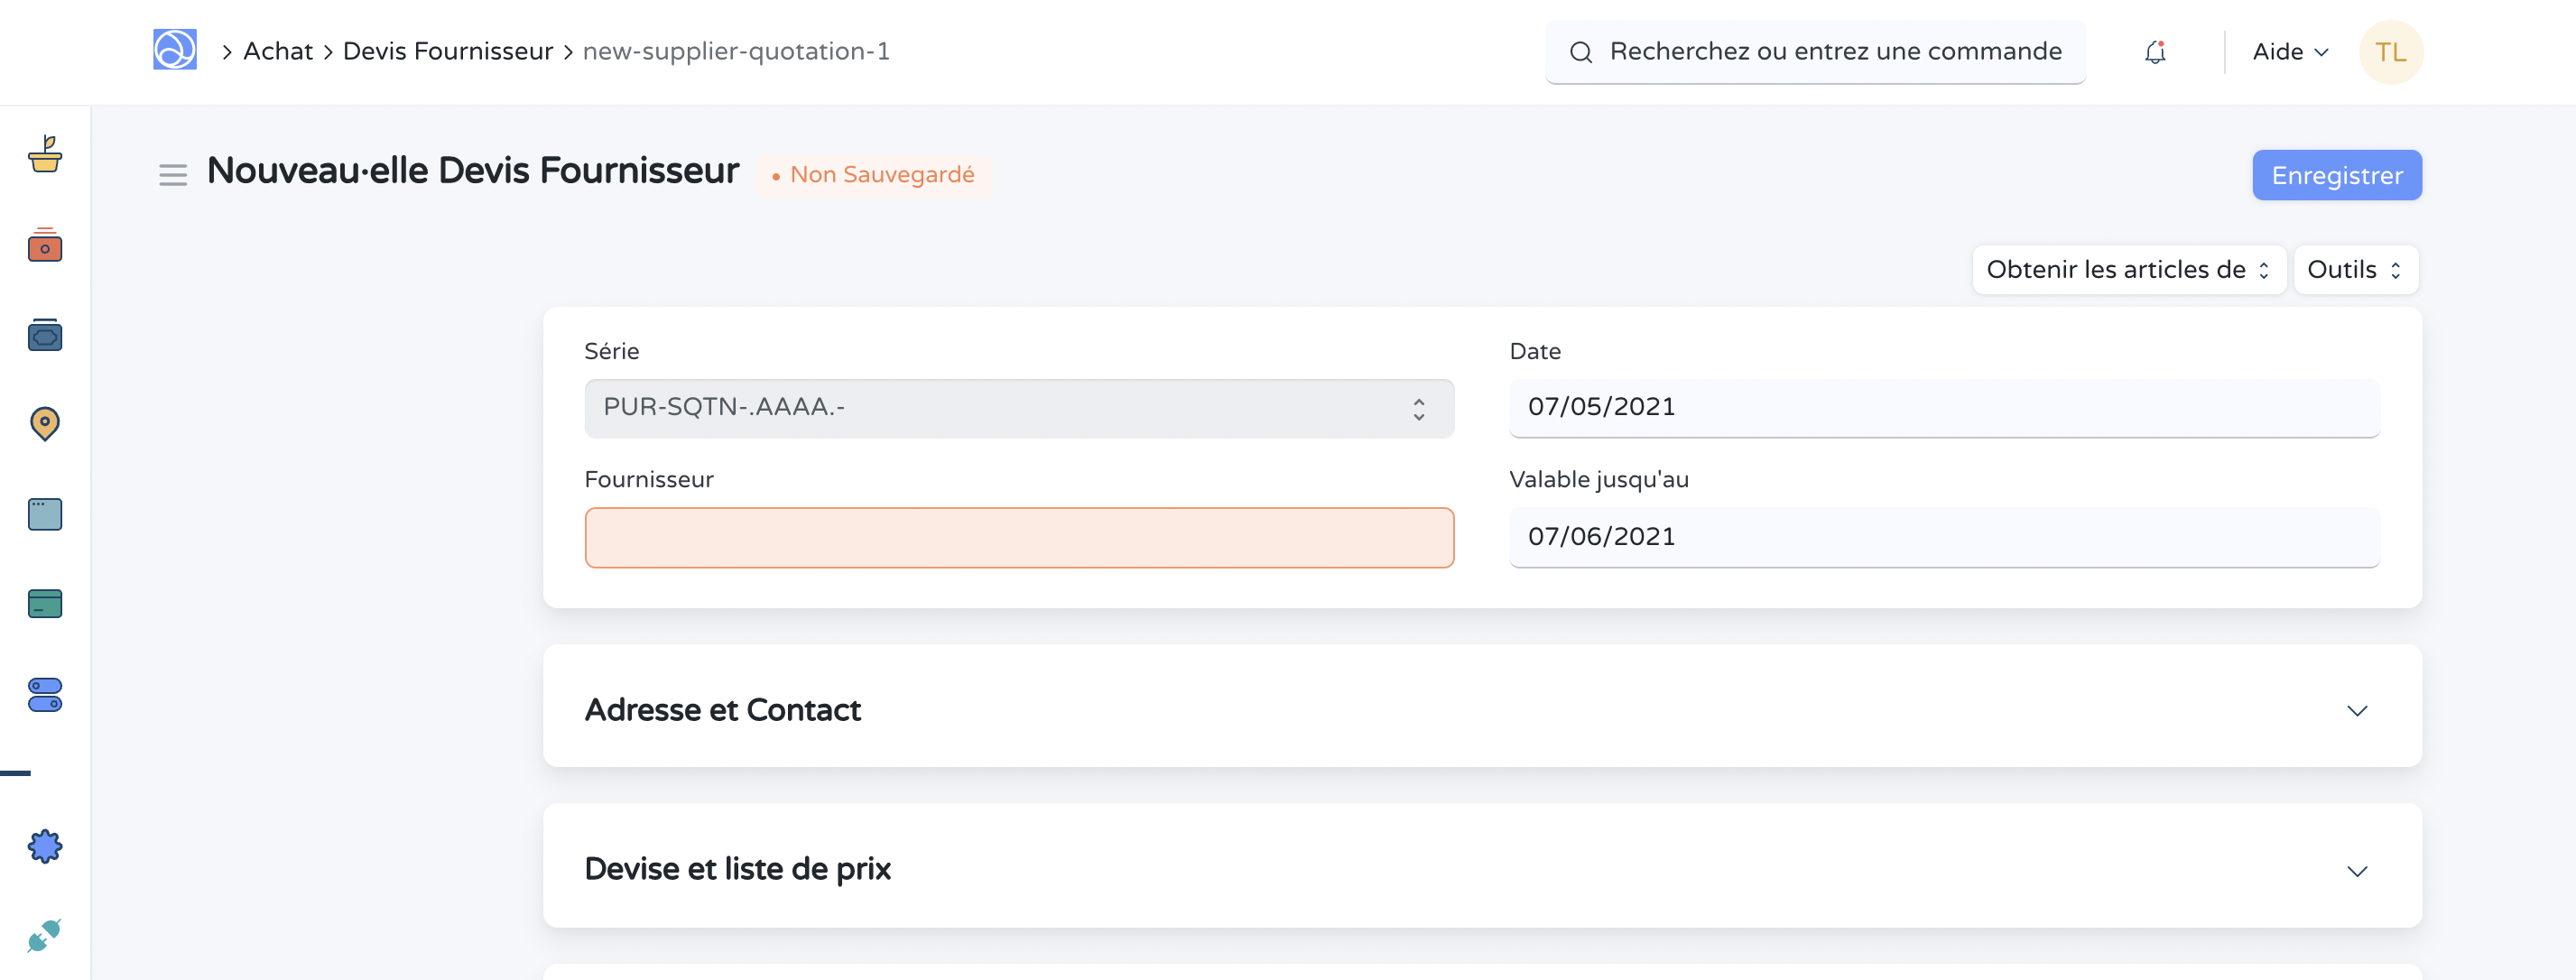 > Achat > Devis Fournisseur > new-supplier-quotation-1
Recherchez ou entrez une commande
Aide
TL
Nouveau·elle Devis Fournisseur
• Non Sauvegardé
Enregistrer
Obtenir les articles de
Outils
Série
PUR-SQTN-.AAAA.-
Date
07/05/2021
Fournisseur
Valable jusqu'au
07/06/2021
Adresse et Contact
Devise et liste de prix